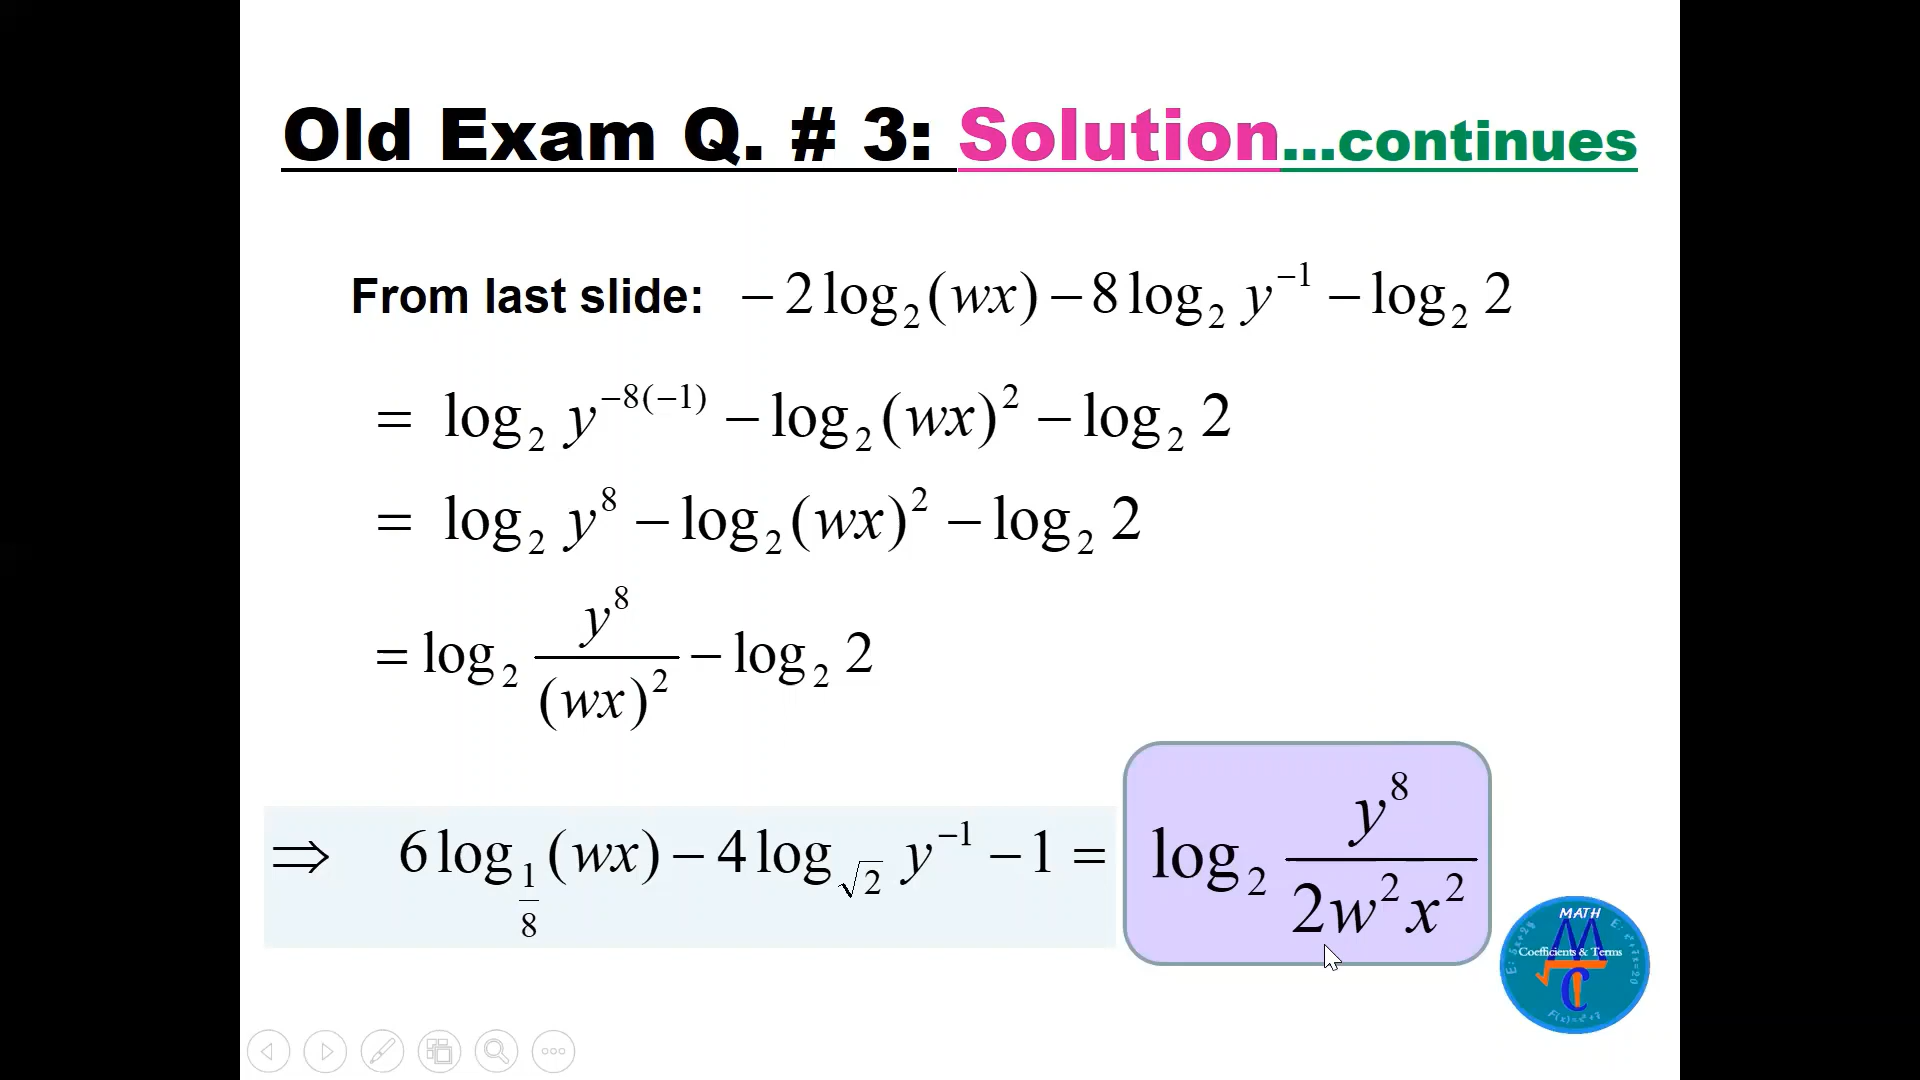 Old Exam Q. # 3: Solution...continues
From last slide: − 2 log₂ (wx) − 8 log₂ y⁻¹ − log₂ 2
= log₂ y⁻⁸⁽⁻¹⁾ − log₂ (wx)² − log₂ 2
= log₂ y⁸ − log₂ (wx)² − log₂ 2
= log₂ y⁸/(wx)² − log₂ 2
⇒ 6 log_(1/8) (wx) − 4 log_(√2) y⁻¹ − 1 = log₂ y⁸/(2w²x²)
MATH
Coefficients & Terms